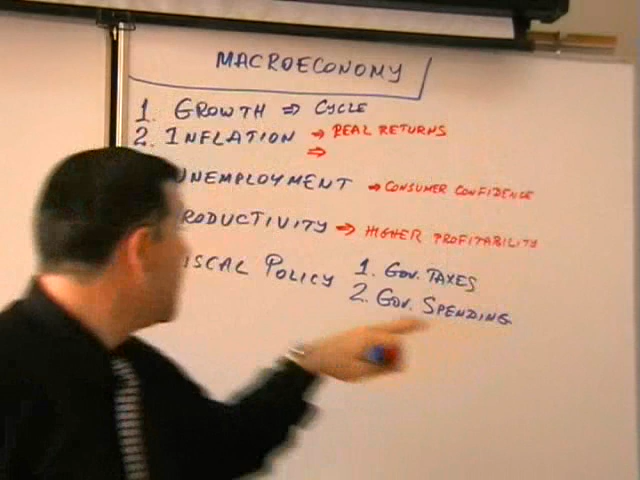 MACROECONOMY
1. GROWTH ⇒ CYCLE
2. INFLATION → REAL RETURNS
⇒
UNEMPLOYMENT → CONSUMER CONFIDENCE
RODUCTIVITY → HIGHER PROFITABILITY
ISCAL POLICY 1. GOV. TAXES
2. GOV. SPENDING